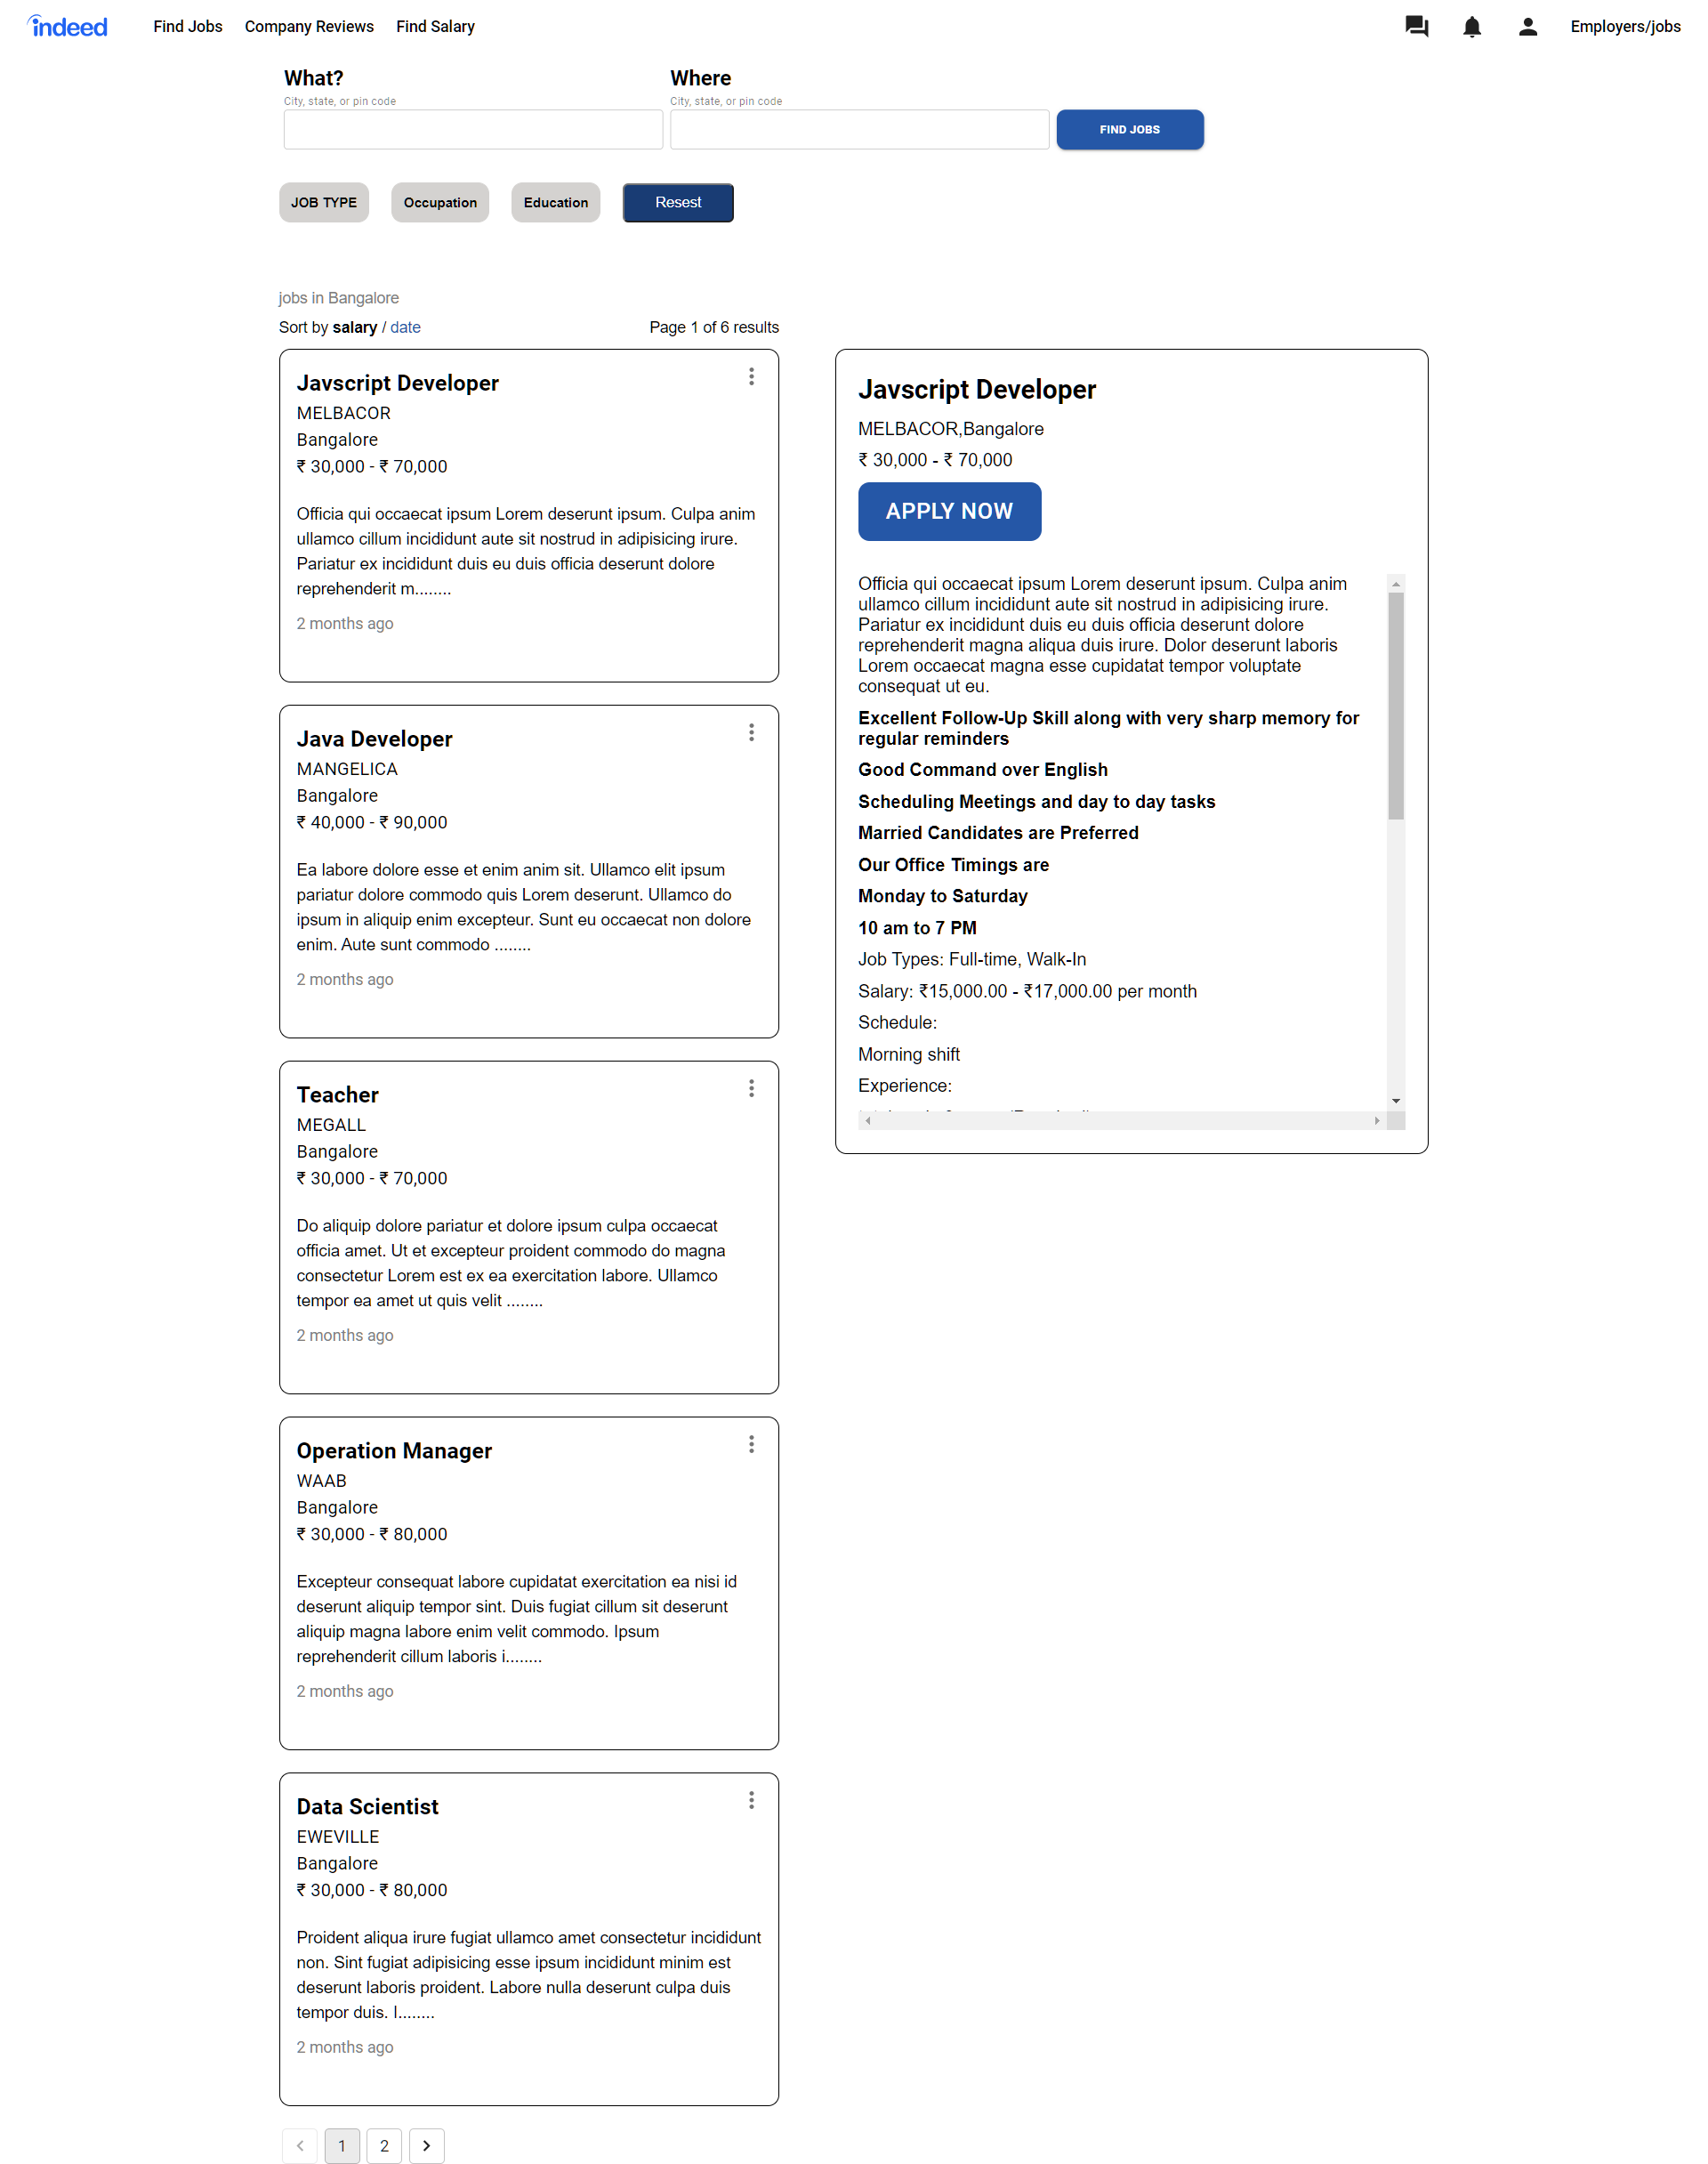 indeed
Find Jobs
Company Reviews
Find Salary
Employers/jobs
What?
City, state, or pin code
Where
City, state, or pin code
FIND JOBS
JOB TYPE
Occupation
Education
Resest
jobs in Bangalore
Sort by salary / date
Page 1 of 6 results
Javscript Developer
MELBACOR
Bangalore
₹ 30,000 - ₹ 70,000
Officia qui occaecat ipsum Lorem deserunt ipsum. Culpa anim
ullamco cillum incididunt aute sit nostrud in adipisicing irure.
Pariatur ex incididunt duis eu duis officia deserunt dolore
reprehenderit m........
2 months ago
Java Developer
MANGELICA
Bangalore
₹ 40,000 - ₹ 90,000
Ea labore dolore esse et enim anim sit. Ullamco elit ipsum
pariatur dolore commodo quis Lorem deserunt. Ullamco do
ipsum in aliquip enim excepteur. Sunt eu occaecat non dolore
enim. Aute sunt commodo ........
2 months ago
Teacher
MEGALL
Bangalore
₹ 30,000 - ₹ 70,000
Do aliquip dolore pariatur et dolore ipsum culpa occaecat
officia amet. Ut et excepteur proident commodo do magna
consectetur Lorem est ex ea exercitation labore. Ullamco
tempor ea amet ut quis velit ........
2 months ago
Operation Manager
WAAB
Bangalore
₹ 30,000 - ₹ 80,000
Excepteur consequat labore cupidatat exercitation ea nisi id
deserunt aliquip tempor sint. Duis fugiat cillum sit deserunt
aliquip magna labore enim velit commodo. Ipsum
reprehenderit cillum laboris i........
2 months ago
Data Scientist
EWEVILLE
Bangalore
₹ 30,000 - ₹ 80,000
Proident aliqua irure fugiat ullamco amet consectetur incididunt
non. Sint fugiat adipisicing esse ipsum incididunt minim est
deserunt laboris proident. Labore nulla deserunt culpa duis
tempor duis. I........
2 months ago
1
2
Javscript Developer
MELBACOR,Bangalore
₹ 30,000 - ₹ 70,000
APPLY NOW
Officia qui occaecat ipsum Lorem deserunt ipsum. Culpa anim
ullamco cillum incididunt aute sit nostrud in adipisicing irure.
Pariatur ex incididunt duis eu duis officia deserunt dolore
reprehenderit magna aliqua duis irure. Dolor deserunt laboris
Lorem occaecat magna esse cupidatat tempor voluptate
consequat ut eu.
Excellent Follow-Up Skill along with very sharp memory for
regular reminders
Good Command over English
Scheduling Meetings and day to day tasks
Married Candidates are Preferred
Our Office Timings are
Monday to Saturday
10 am to 7 PM
Job Types: Full-time, Walk-In
Salary: ₹15,000.00 - ₹17,000.00 per month
Schedule:
Morning shift
Experience: